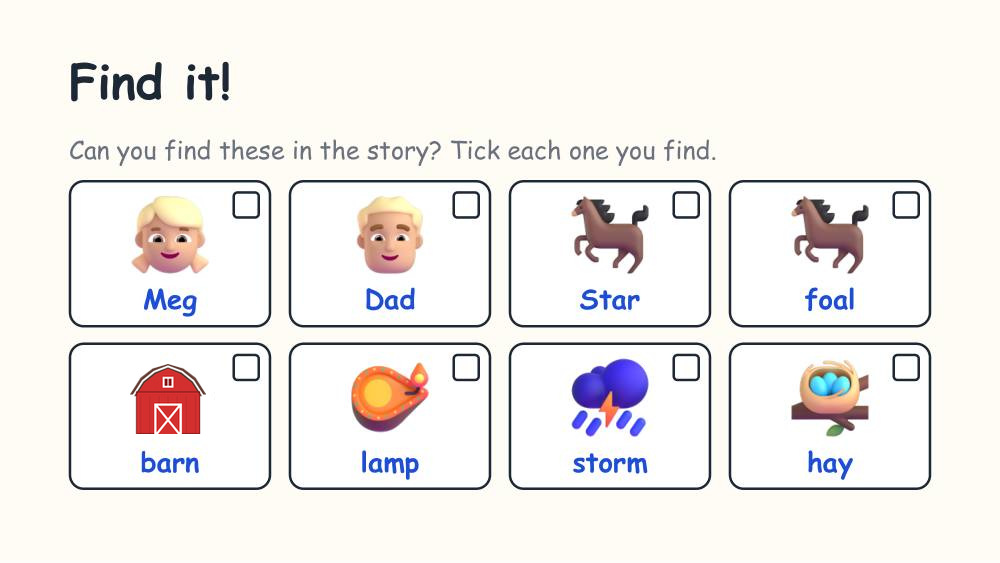 Find it!
Can you find these in the story? Tick each one you find.
Meg
Dad
Star
foal
barn
lamp
storm
hay